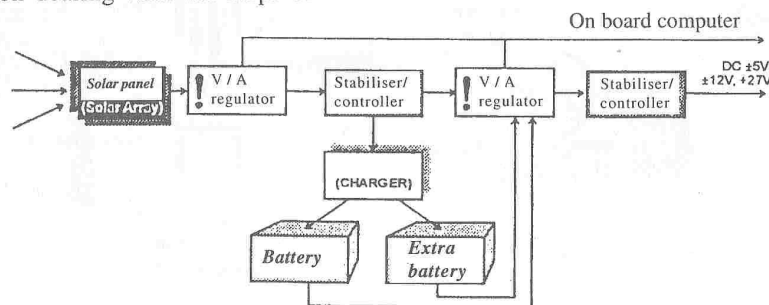 On board computer
Solar panel
(Solar Array)
! V / A
regulator
Stabiliser/
controller
! V / A
regulator
Stabiliser/
controller
DC ±5V
±12V, +27V
(CHARGER)
Battery
Extra
battery